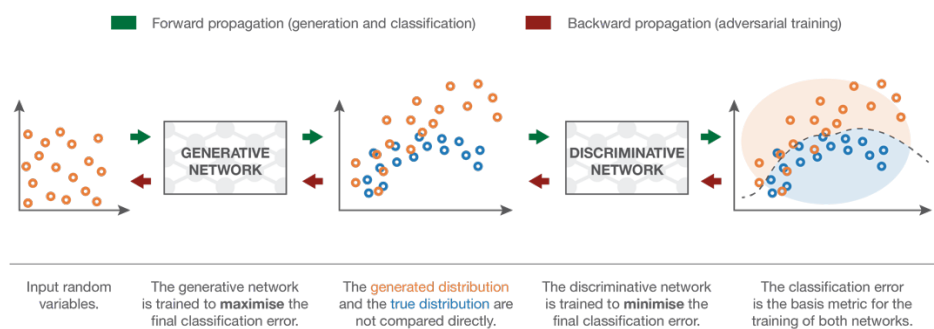 Forward propagation (generation and classification)
Backward propagation (adversarial training)
GENERATIVE
NETWORK
DISCRIMINATIVE
NETWORK
Input random
variables.
The generative network
is trained to maximise the
final classification error.
The generated distribution
and the true distribution are
not compared directly.
The discriminative network
is trained to minimise the
final classification error.
The classification error
is the basis metric for the
training of both networks.